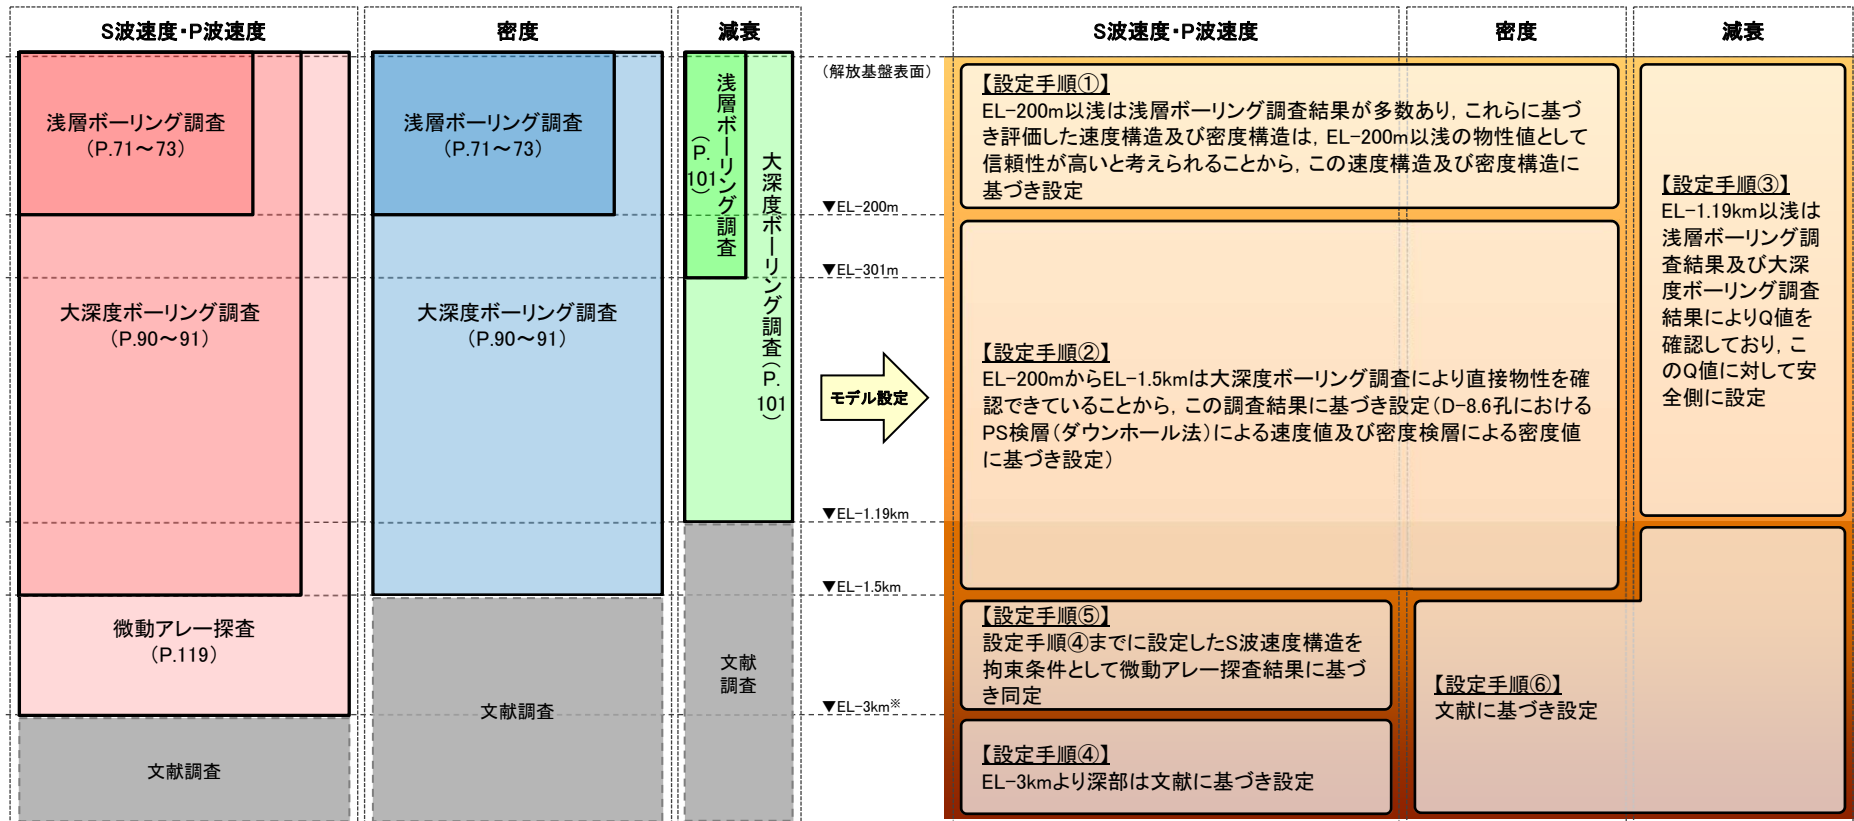 S波速度・P波速度
密度
減衰
浅層ボーリング調査
(P.71～73)
大深度ボーリング調査
(P.90～91)
微動アレー探査
(P.119)
文献調査
浅層ボーリング調査
(P.71～73)
大深度ボーリング調査
(P.90～91)
文献調査
浅層ボーリング調査
(P.101)
大深度ボーリング調査(P.101)
文献
調査
(解放基盤表面)
▼EL-200m
▼EL-301m
▼EL-1.19km
▼EL-1.5km
▼EL-3km※
モデル設定
S波速度・P波速度
密度
減衰
【設定手順①】
EL-200m以浅は浅層ボーリング調査結果が多数あり，これらに基づ
き評価した速度構造及び密度構造は，EL-200m以浅の物性値として
信頼性が高いと考えられることから，この速度構造及び密度構造に
基づき設定
【設定手順②】
EL-200mからEL-1.5kmは大深度ボーリング調査により直接物性を確
認できていることから，この調査結果に基づき設定(D-8.6孔における
PS検層(ダウンホール法)による速度値及び密度検層による密度値
に基づき設定)
【設定手順③】
EL-1.19km以浅は
浅層ボーリング調
査結果及び大深
度ボーリング調査
結果によりQ値を
確認しており，こ
のQ値に対して安
全側に設定
【設定手順⑤】
設定手順④までに設定したS波速度構造を
拘束条件として微動アレー探査結果に基づ
き同定
【設定手順④】
EL-3kmより深部は文献に基づき設定
【設定手順⑥】
文献に基づき設定